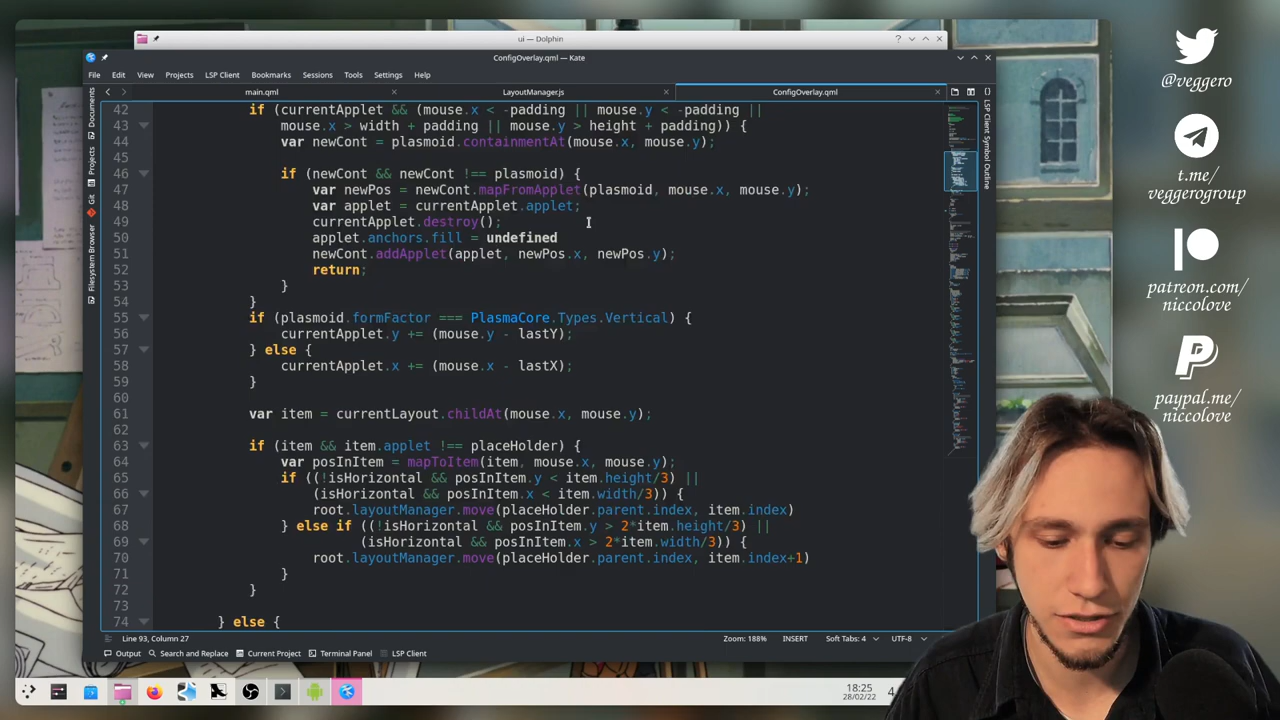 ui — Dolphin
ConfigOverlay.qml — Kate
File Edit View Projects LSP Client Bookmarks Sessions Tools Settings Help
main.qml LayoutManager.js ConfigOverlay.qml
Documents
Projects
Git
Filesystem Browser
LSP Client Symbol Outline
42 if (currentApplet && (mouse.x < -padding || mouse.y < -padding ||
43 mouse.x > width + padding || mouse.y > height + padding)) {
44 var newCont = plasmoid.containmentAt(mouse.x, mouse.y);
45
46 if (newCont && newCont !== plasmoid) {
47 var newPos = newCont.mapFromApplet(plasmoid, mouse.x, mouse.y);
48 var applet = currentApplet.applet;
49 currentApplet.destroy();
50 applet.anchors.fill = undefined
51 newCont.addApplet(applet, newPos.x, newPos.y);
52 return;
53 }
54 }
55 if (plasmoid.formFactor === PlasmaCore.Types.Vertical) {
56 currentApplet.y += (mouse.y - lastY);
57 } else {
58 currentApplet.x += (mouse.x - lastX);
59 }
60
61 var item = currentLayout.childAt(mouse.x, mouse.y);
62
63 if (item && item.applet !== placeHolder) {
64 var posInItem = mapToItem(item, mouse.x, mouse.y);
65 if ((!isHorizontal && posInItem.y < item.height/3) ||
66 (isHorizontal && posInItem.x < item.width/3)) {
67 root.layoutManager.move(placeHolder.parent.index, item.index)
68 } else if ((!isHorizontal && posInItem.y > 2*item.height/3) ||
69 (isHorizontal && posInItem.x > 2*item.width/3)) {
70 root.layoutManager.move(placeHolder.parent.index, item.index+1)
71 }
72 }
73
74 } else {
Line 93, Column 27 Zoom: 188% INSERT Soft Tabs: 4 UTF-8
Output Search and Replace Current Project Terminal Panel LSP Client
18:25
28/02/22
@veggero
t.me/
veggerogroup
patreon.com/
niccolove
paypal.me/
niccolove